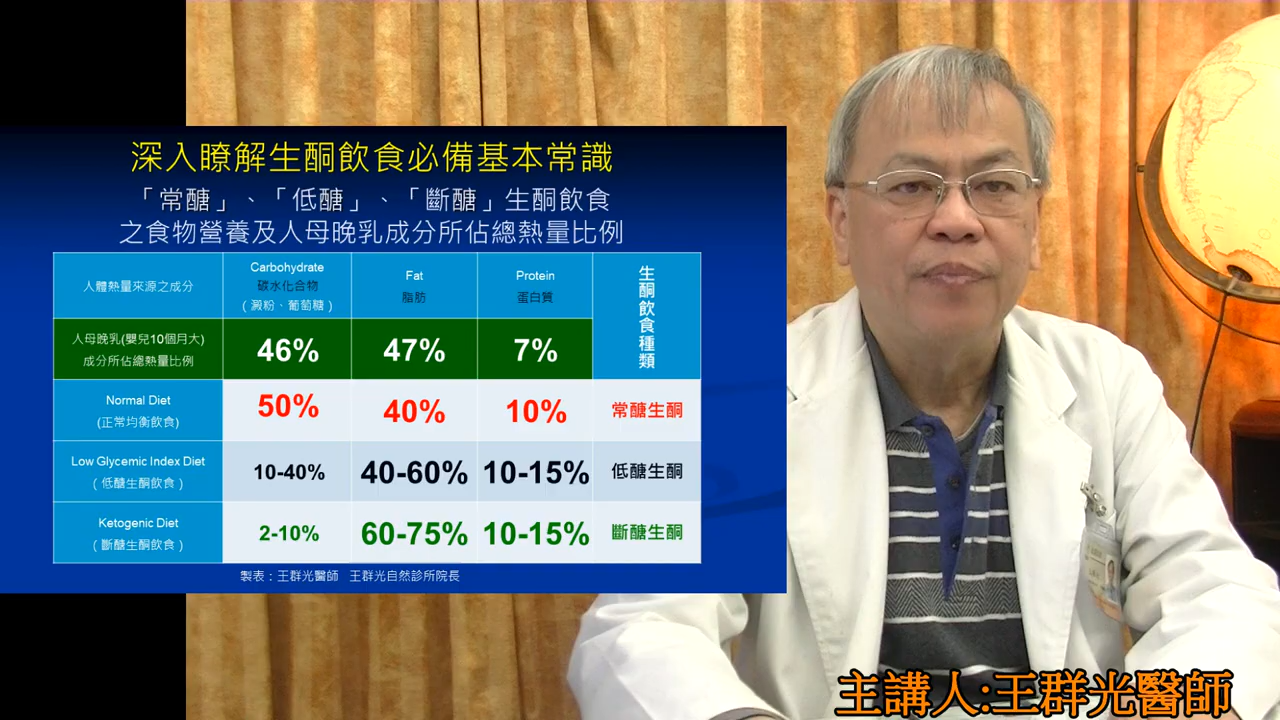 深入瞭解生酮飲食必備基本常識
「常醣」、「低醣」、「斷醣」生酮飲食
之食物營養及人母晚乳成分所佔總熱量比例
人體熱量來源之成分
Carbohydrate
碳水化合物
(澱粉、葡萄糖)
Fat
脂肪
Protein
蛋白質
生酮飲食種類
人母晚乳(嬰兒10個月大)
成分所佔總熱量比例
46%
47%
7%
Normal Diet
(正常均衡飲食)
50%
40%
10%
常醣生酮
Low Glycemic Index Diet
(低醣生酮飲食)
10-40%
40-60%
10-15%
低醣生酮
Ketogenic Diet
(斷醣生酮飲食)
2-10%
60-75%
10-15%
斷醣生酮
製表：王群光醫師 王群光自然診所院長
主講人:王群光醫師